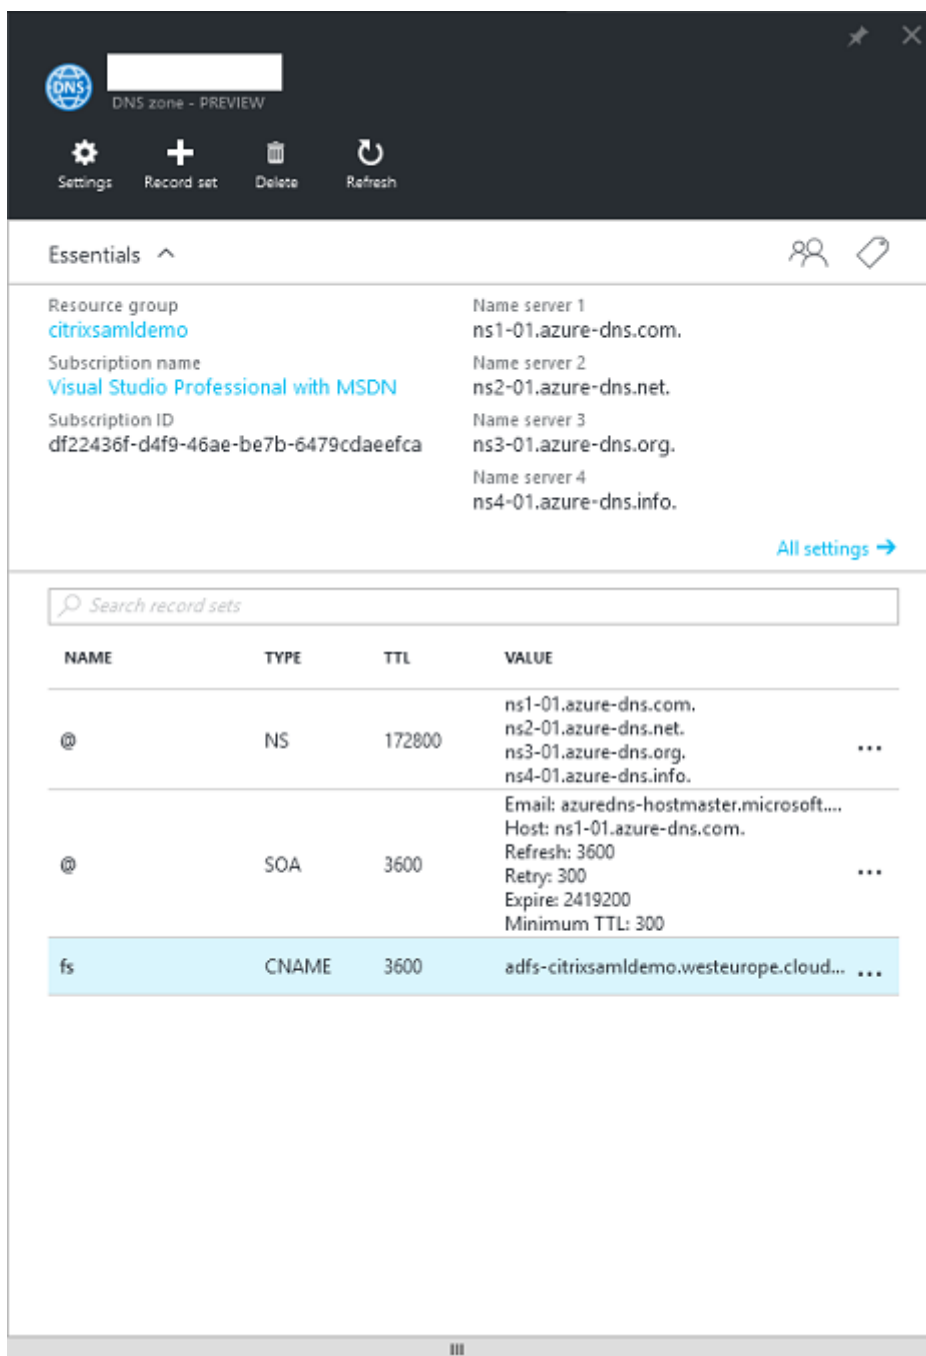 DNS
DNS zone - PREVIEW
Settings
Record set
Delete
Refresh
Essentials
Resource group
citrixsamldemo
Subscription name
Visual Studio Professional with MSDN
Subscription ID
df22436f-d4f9-46ae-be7b-6479cdaeefca
Name server 1
ns1-01.azure-dns.com.
Name server 2
ns2-01.azure-dns.net.
Name server 3
ns3-01.azure-dns.org.
Name server 4
ns4-01.azure-dns.info.
All settings →
Search record sets
NAME TYPE TTL VALUE
ns1-01.azure-dns.com.
ns2-01.azure-dns.net.
@ NS 172800
ns3-01.azure-dns.org.
ns4-01.azure-dns.info.
Email: azuredns-hostmaster.microsoft....
Host: ns1-01.azure-dns.com.
Refresh: 3600
@ SOA 3600
Retry: 300
Expire: 2419200
Minimum TTL: 300
fs CNAME 3600 adfs-citrixsamldemo.westeurope.cloud...